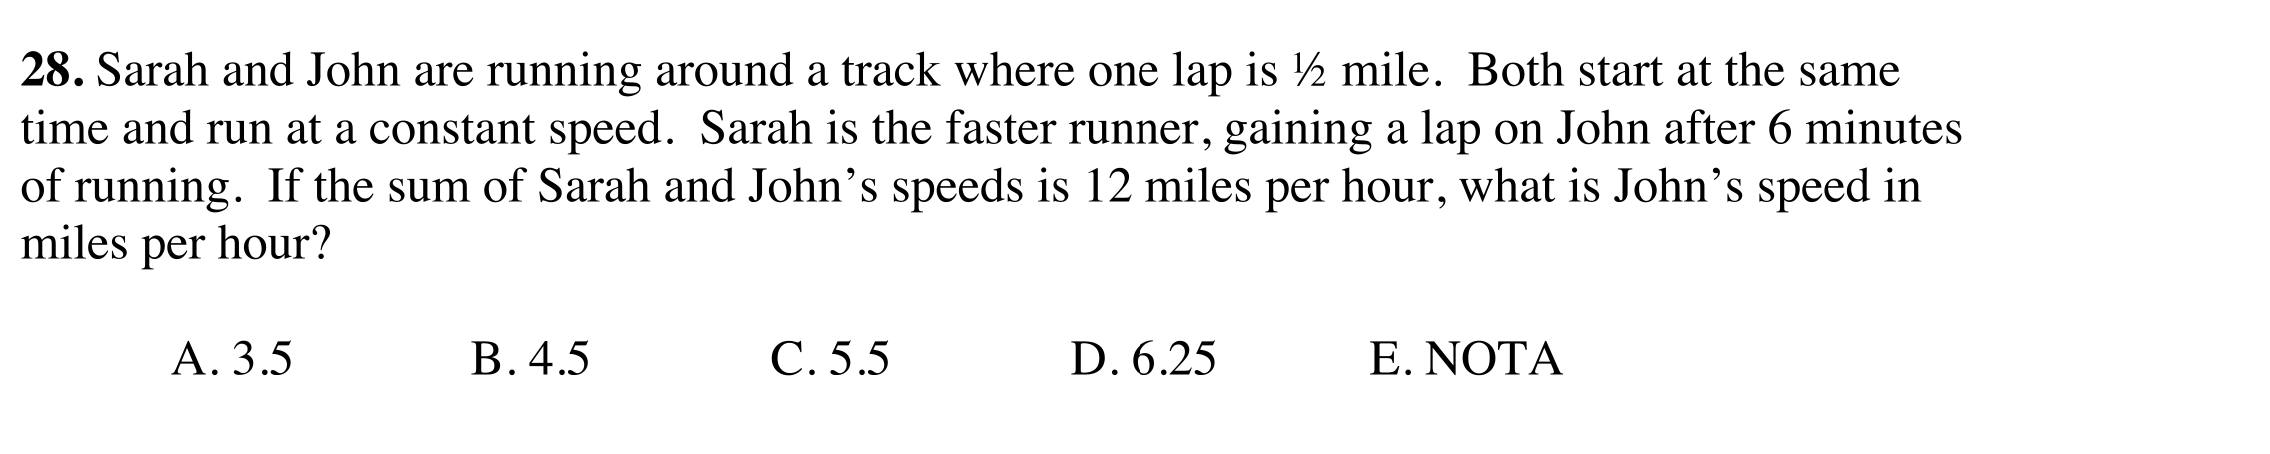 28. Sarah and John are running around a track where one lap is ½ mile.  Both start at the same
time and run at a constant speed.  Sarah is the faster runner, gaining a lap on John after 6 minutes
of running.  If the sum of Sarah and John’s speeds is 12 miles per hour, what is John’s speed in
miles per hour?
A. 3.5 B. 4.5 C. 5.5 D. 6.25 E. NOTA